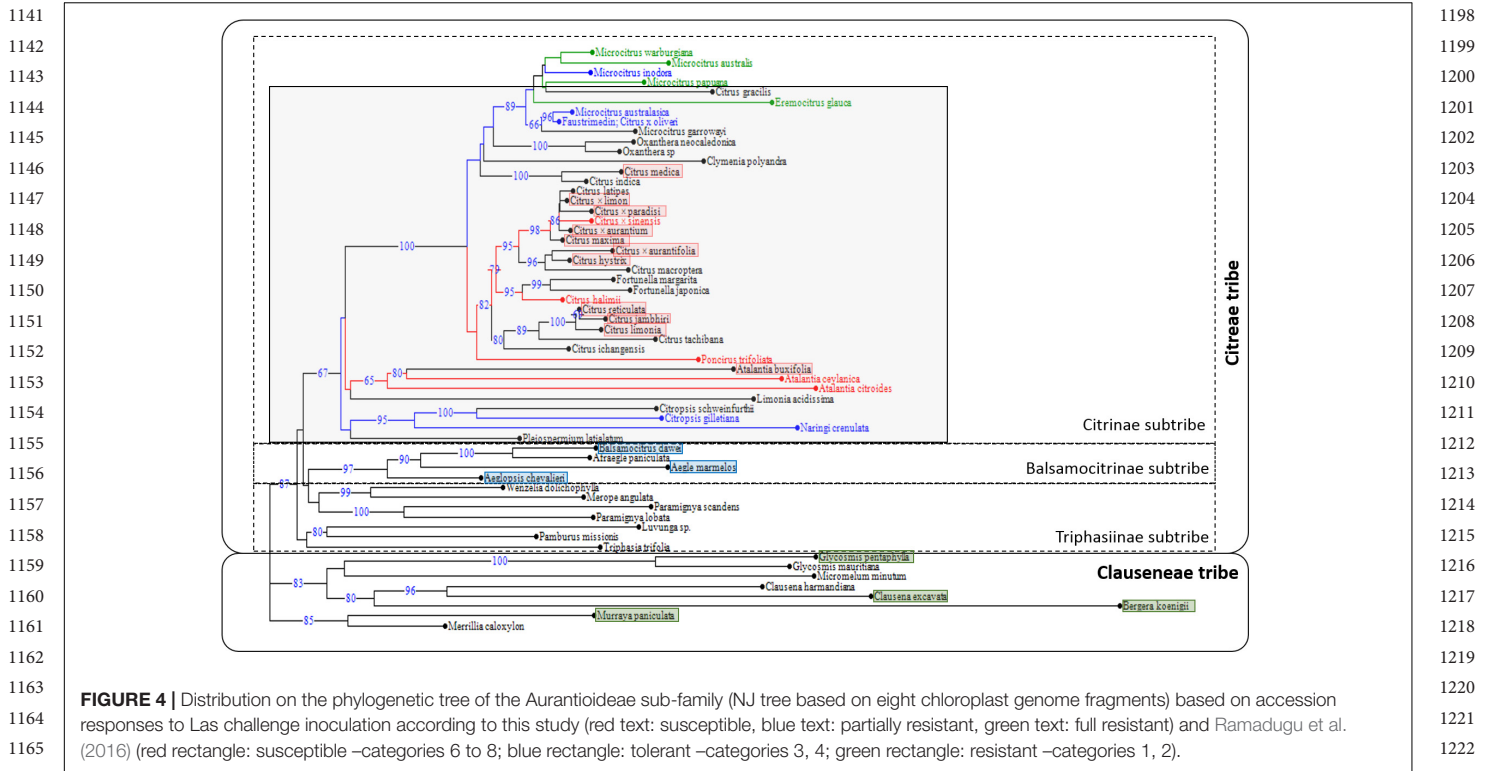 1141
1142
1143
1144
1145
1146
1147
1148
1149
1150
1151
1152
1153
1154
1155
1156
1157
1158
1159
1160
1161
1162
1163
1164
1165
Microcitrus warburgiana
Microcitrus australis
Microcitrus inodora
Microcitrus papuana
Citrus gracilis
Eremocitrus glauca
89
Microcitrus australasica
96
Faustrimedin; Citrus x oliveri
66
Microcitrus garrowayi
Oxanthera neocaledonica
100
Oxanthera sp
Clymenia polyandra
Citrus medica
100
Citrus indica
Citrus latipes
Citrus × limon
Citrus × paradisi
86
Citrus × sinensis
98
Citrus × aurantium
Citrus maxima
95
Citrus × aurantifolia
100
96
Citrus hystrix
79
Citrus macroptera
Fortunella margarita
99
Fortunella japonica
95
Citrus halimii
82
Citrus reticulata
Citrus jambhiri
100
Citrus limonia
89
80
Citrus tachibana
Citrus ichangensis
Poncirus trifoliata
67
Atalantia buxifolia
80
65
Atalantia ceylanica
Atalantia citroides
Limonia acidissima
Citropsis schweinfurthii
100
95
Citropsis gilletiana
Naringi crenulata
Citrinae subtribe
Pleiospermium latialatum
Balsamocitrus dawei
100
90
Afraegle paniculata
97
Aegle marmelos
Balsamocitrinae subtribe
Aeglopsis chevalieri
87
Wenzelia dolichophylla
99
Merope angulata
Paramignya scandens
100
Paramignya lobata
Luvunga sp.
80
Pamburus missionis
Triphasiinae subtribe
Triphasia trifolia
Citreae tribe
Glycosmis pentaphylla
100
Glycosmis mauritiana
Clauseneae tribe
Micromelum minutum
83
Clausena harmandiana
96
80
Clausena excavata
Bergera koenigii
Murraya paniculata
85
Merrillia caloxylon
FIGURE 4 | Distribution on the phylogenetic tree of the Aurantioideae sub-family (NJ tree based on eight chloroplast genome fragments) based on accession
responses to Las challenge inoculation according to this study (red text: susceptible, blue text: partially resistant, green text: full resistant) and Ramadugu et al.
(2016) (red rectangle: susceptible –categories 6 to 8; blue rectangle: tolerant –categories 3, 4; green rectangle: resistant –categories 1, 2).
1198
1199
1200
1201
1202
1203
1204
1205
1206
1207
1208
1209
1210
1211
1212
1213
1214
1215
1216
1217
1218
1219
1220
1221
1222